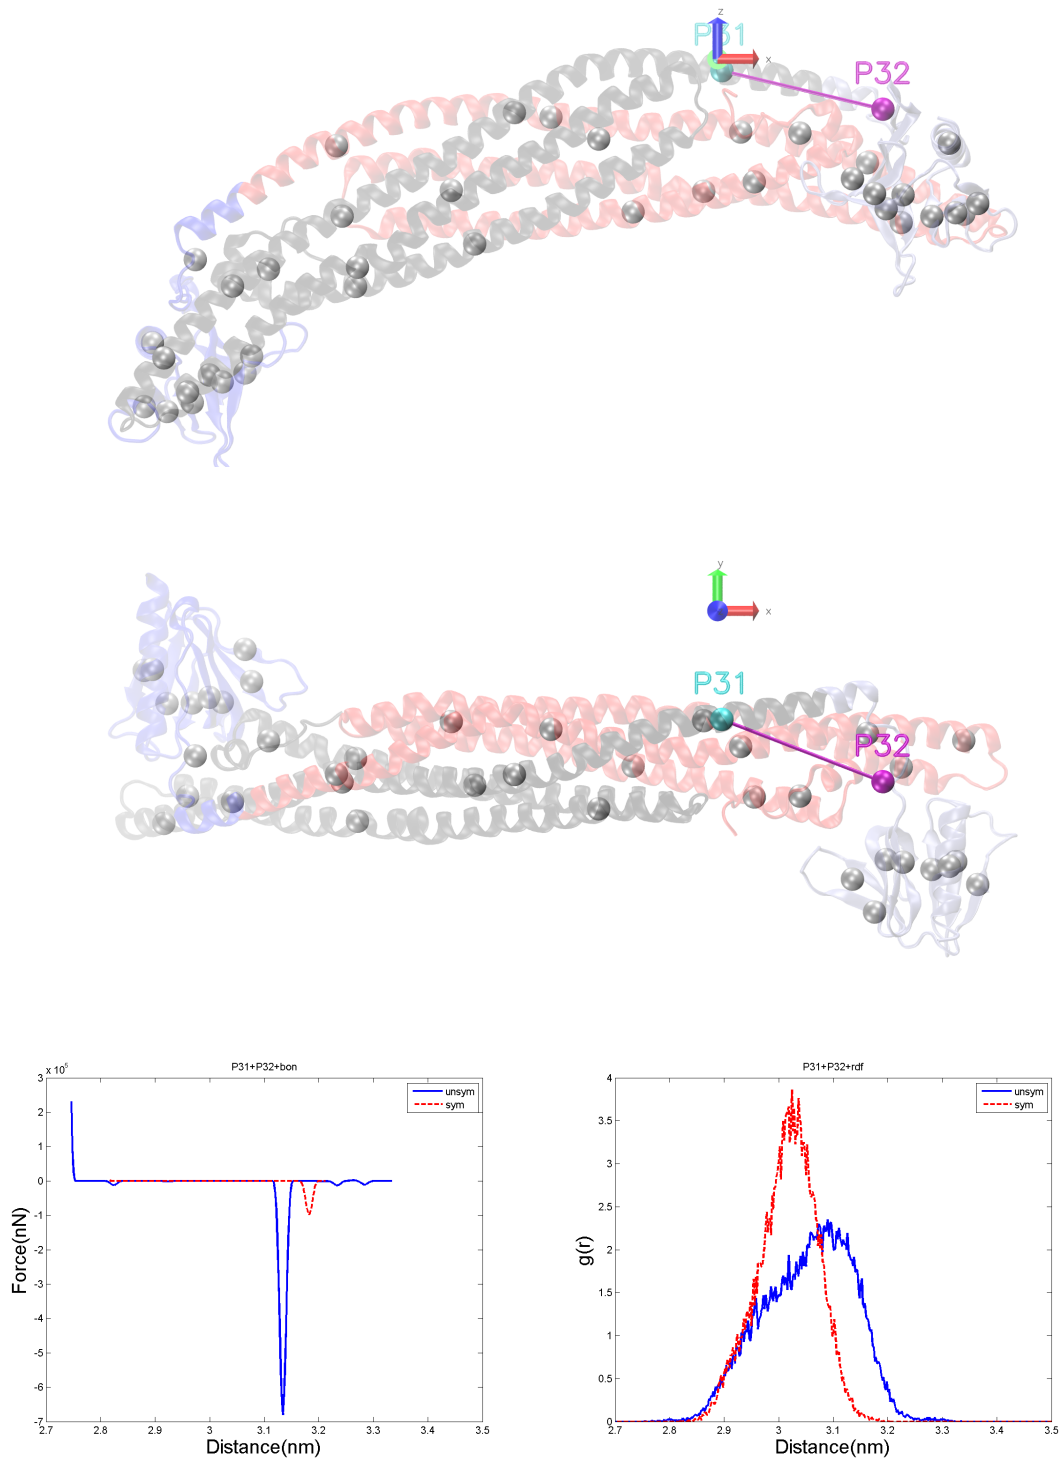 z
P31
x
P32
y
x
P31
P32
P31+P32+bon
x 10^5
unsym
sym
3
2
1
0
-1
-2
-3
-4
-5
-6
-7
Force(nN)
2.7 2.8 2.9 3 3.1 3.2 3.3 3.4 3.5
Distance(nm)
P31+P32+rdf
unsym
sym
4
3.5
3
2.5
2
1.5
1
0.5
0
g(r)
2.7 2.8 2.9 3 3.1 3.2 3.3 3.4 3.5
Distance(nm)